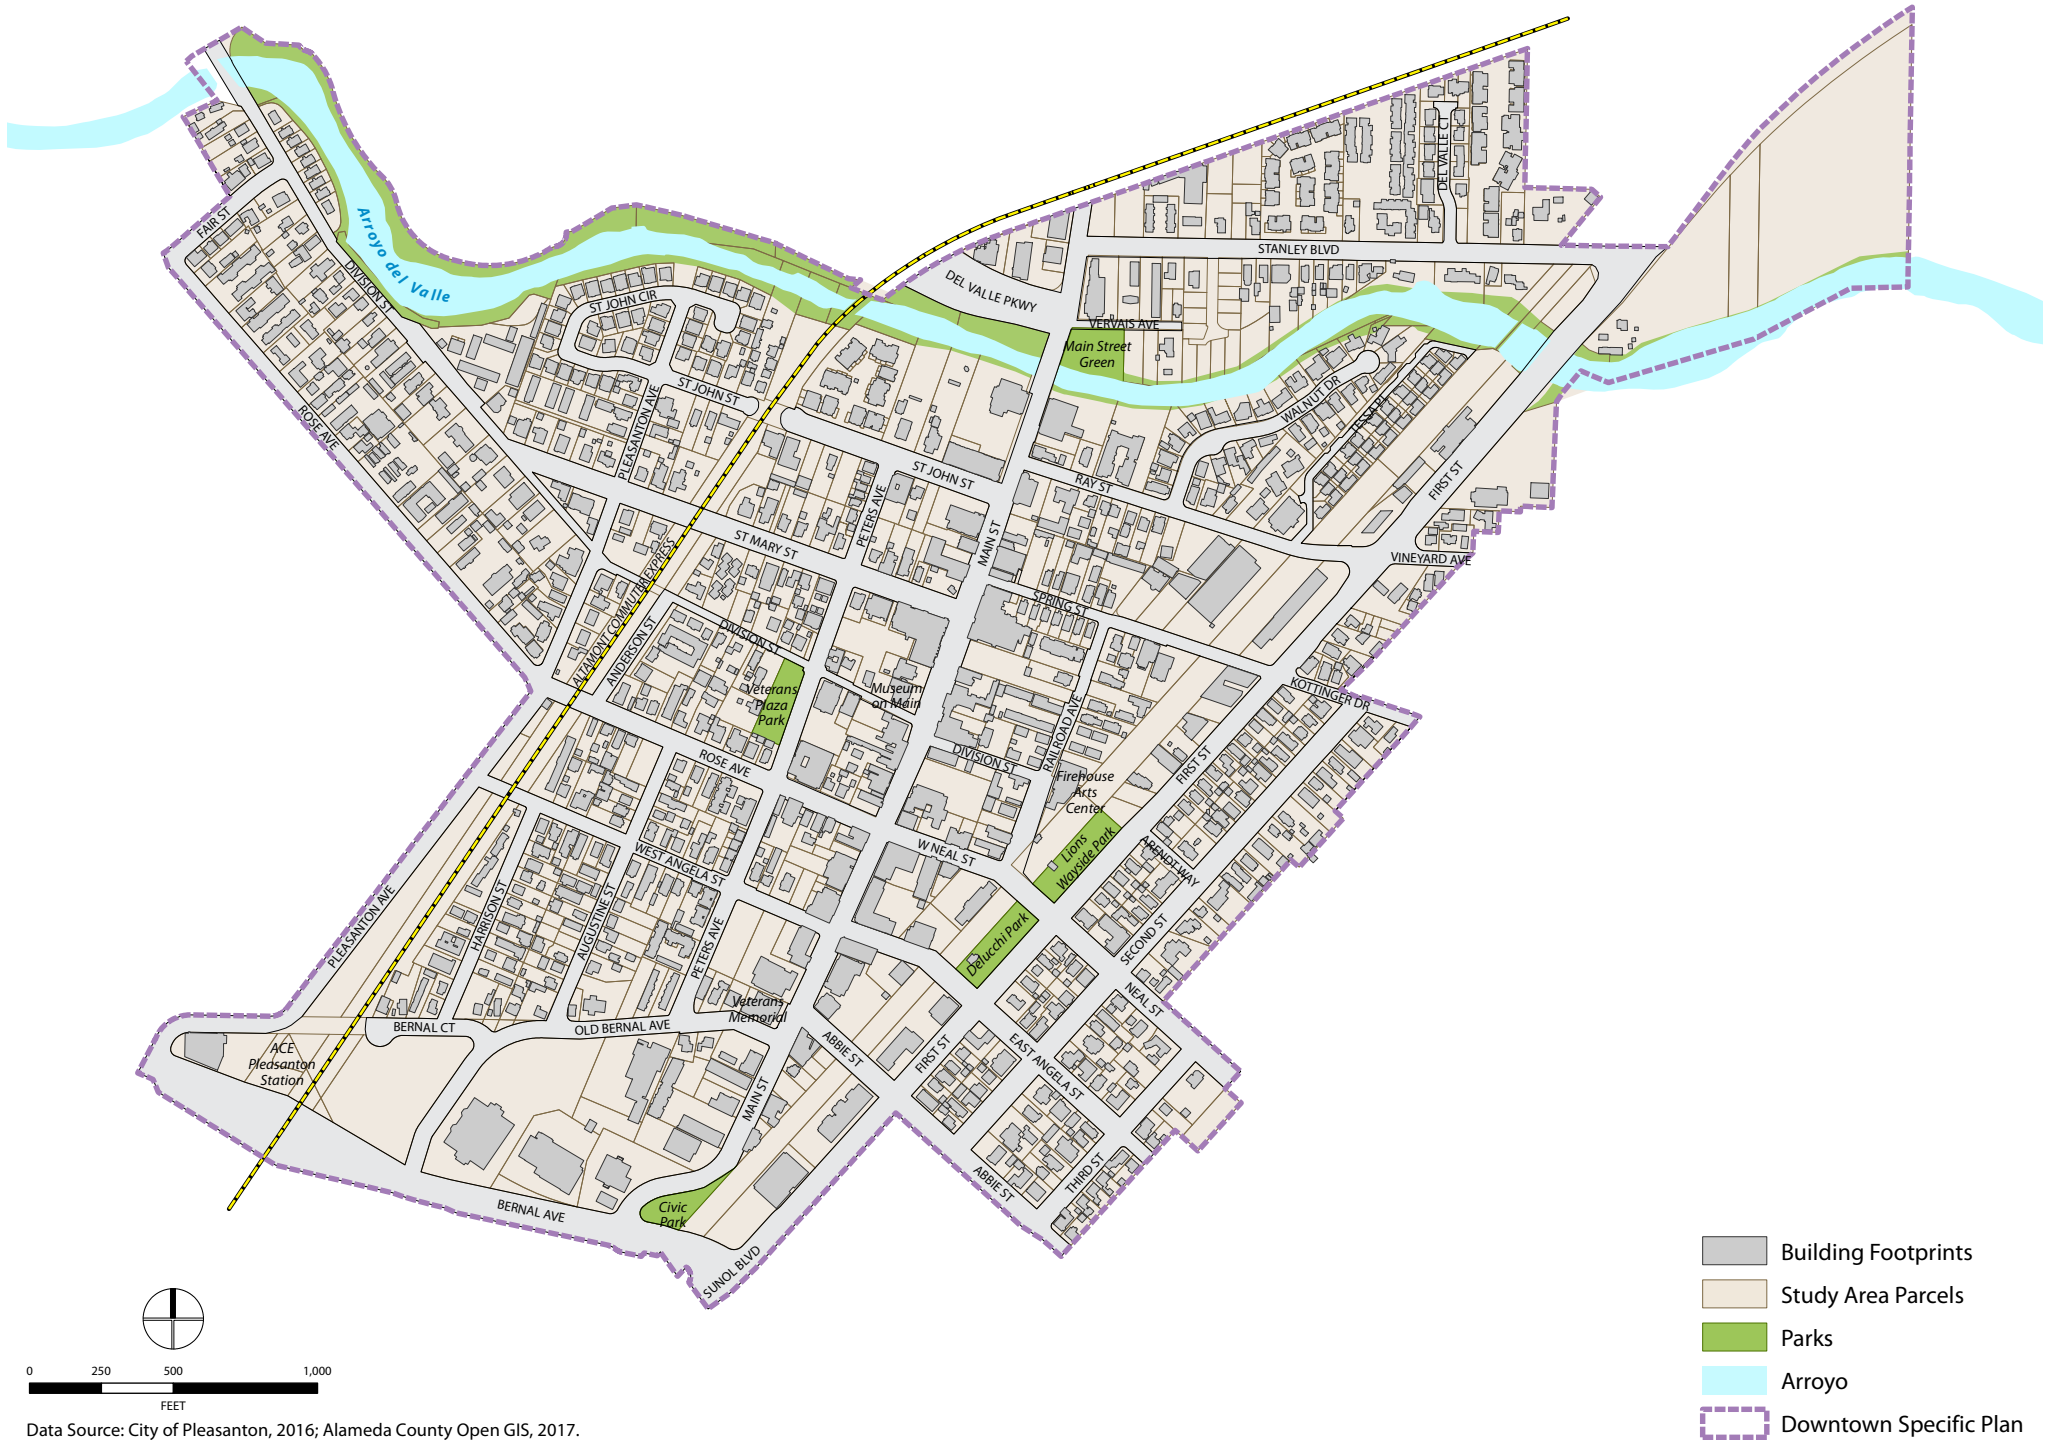 FAIR ST
DIVISION ST
Arroyo del Valle
ROSE AVE
ST JOHN CIR
ST JOHN ST
PLEASANTON AVE
DEL VALLE CT
STANLEY BLVD
DEL VALLE PKWY
VERVAIS AVE
Main Street
Green
WALNUT DR
TESSA PL
FIRST ST
ST JOHN ST
RAY ST
PETERS AVE
MAIN ST
ST MARY ST
VINEYARD AVE
ALTAMONT COMMUTER EXPRESS
ANDERSON ST
DIVISION ST
SPRING ST
KOTTINGER DR
Veterans
Plaza
Park
Museum
on Main
RAILROAD AVE
DIVISION ST
ROSE AVE
FIRST ST
Firehouse
Arts
Center
Lions
Wayside Park
ARENDT WAY
W NEAL ST
WEST ANGELA ST
HARRISON ST
AUGUSTINE ST
PETERS AVE
PLEASANTON AVE
Delucchi Park
SECOND ST
NEAL ST
Veterans
Memorial
BERNAL CT
OLD BERNAL AVE
ABBIE ST
FIRST ST
EAST ANGELA ST
ACE
Pleasanton
Station
MAIN ST
ABBIE ST
THIRD ST
BERNAL AVE
Civic
Park
SUNOL BLVD
Building Footprints
Study Area Parcels
Parks
Arroyo
Downtown Specific Plan
0 250 500 1,000
FEET
Data Source: City of Pleasanton, 2016; Alameda County Open GIS, 2017.